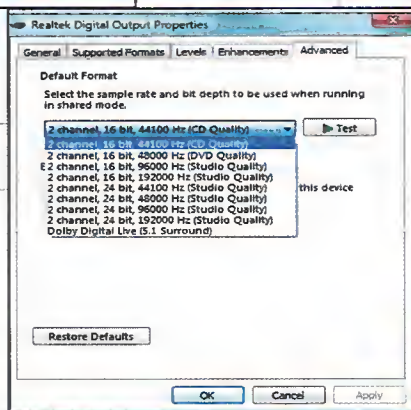 Realtek Digital Output Properties
General Supported Formats Levels Enhancements Advanced
Default Format
Select the sample rate and bit depth to be used when running
in shared mode.
2 channel, 16 bit, 44100 Hz (CD Quality)
Test
2 channel, 16 bit, 44100 Hz (CD Quality)
2 channel, 16 bit, 48000 Hz (DVD Quality)
E 2 channel, 16 bit, 96000 Hz (Studio Quality)
2 channel, 16 bit, 192000 Hz (Studio Quality)
2 channel, 24 bit, 44100 Hz (Studio Quality) this device
2 channel, 24 bit, 48000 Hz (Studio Quality)
2 channel, 24 bit, 96000 Hz (Studio Quality)
2 channel, 24 bit, 192000 Hz (Studio Quality)
Dolby Digital Live (5.1 Surround)
Restore Defaults
OK Cancel Apply